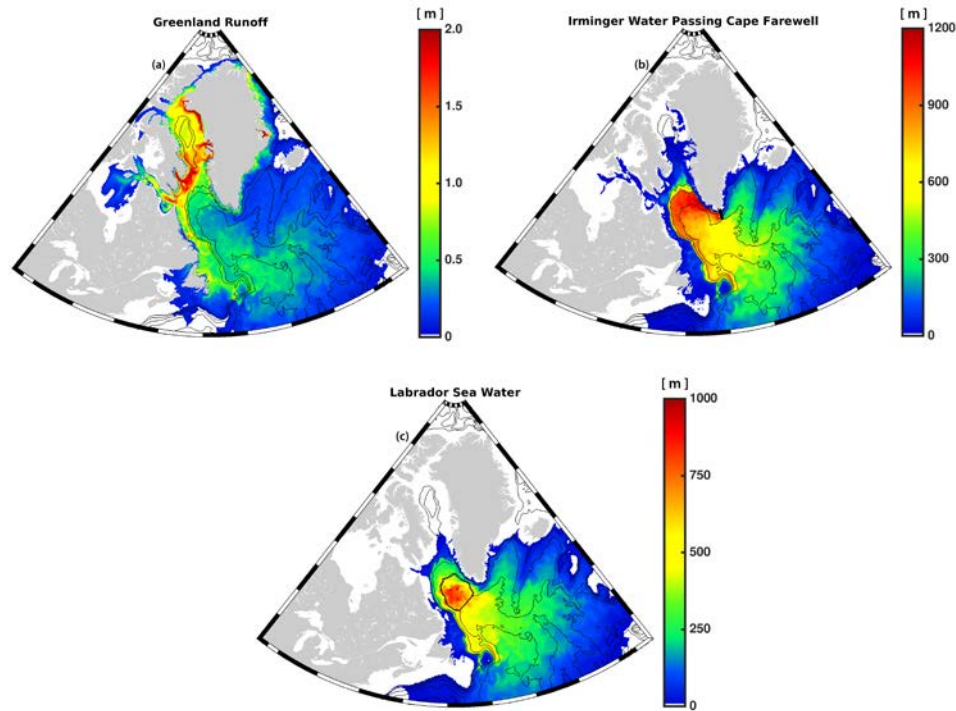 Greenland Runoff
[ m ]
(a)
2.0
1.5
1.0
0.5
0
Irminger Water Passing Cape Farewell
[ m ]
(b)
1200
900
600
300
0
Labrador Sea Water
[ m ]
(c)
1000
750
500
250
0